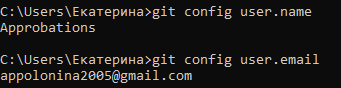 C:\Users\Екатерина>git config user.name
Approbations
C:\Users\Екатерина>git config user.email
appolonina2005@gmail.com